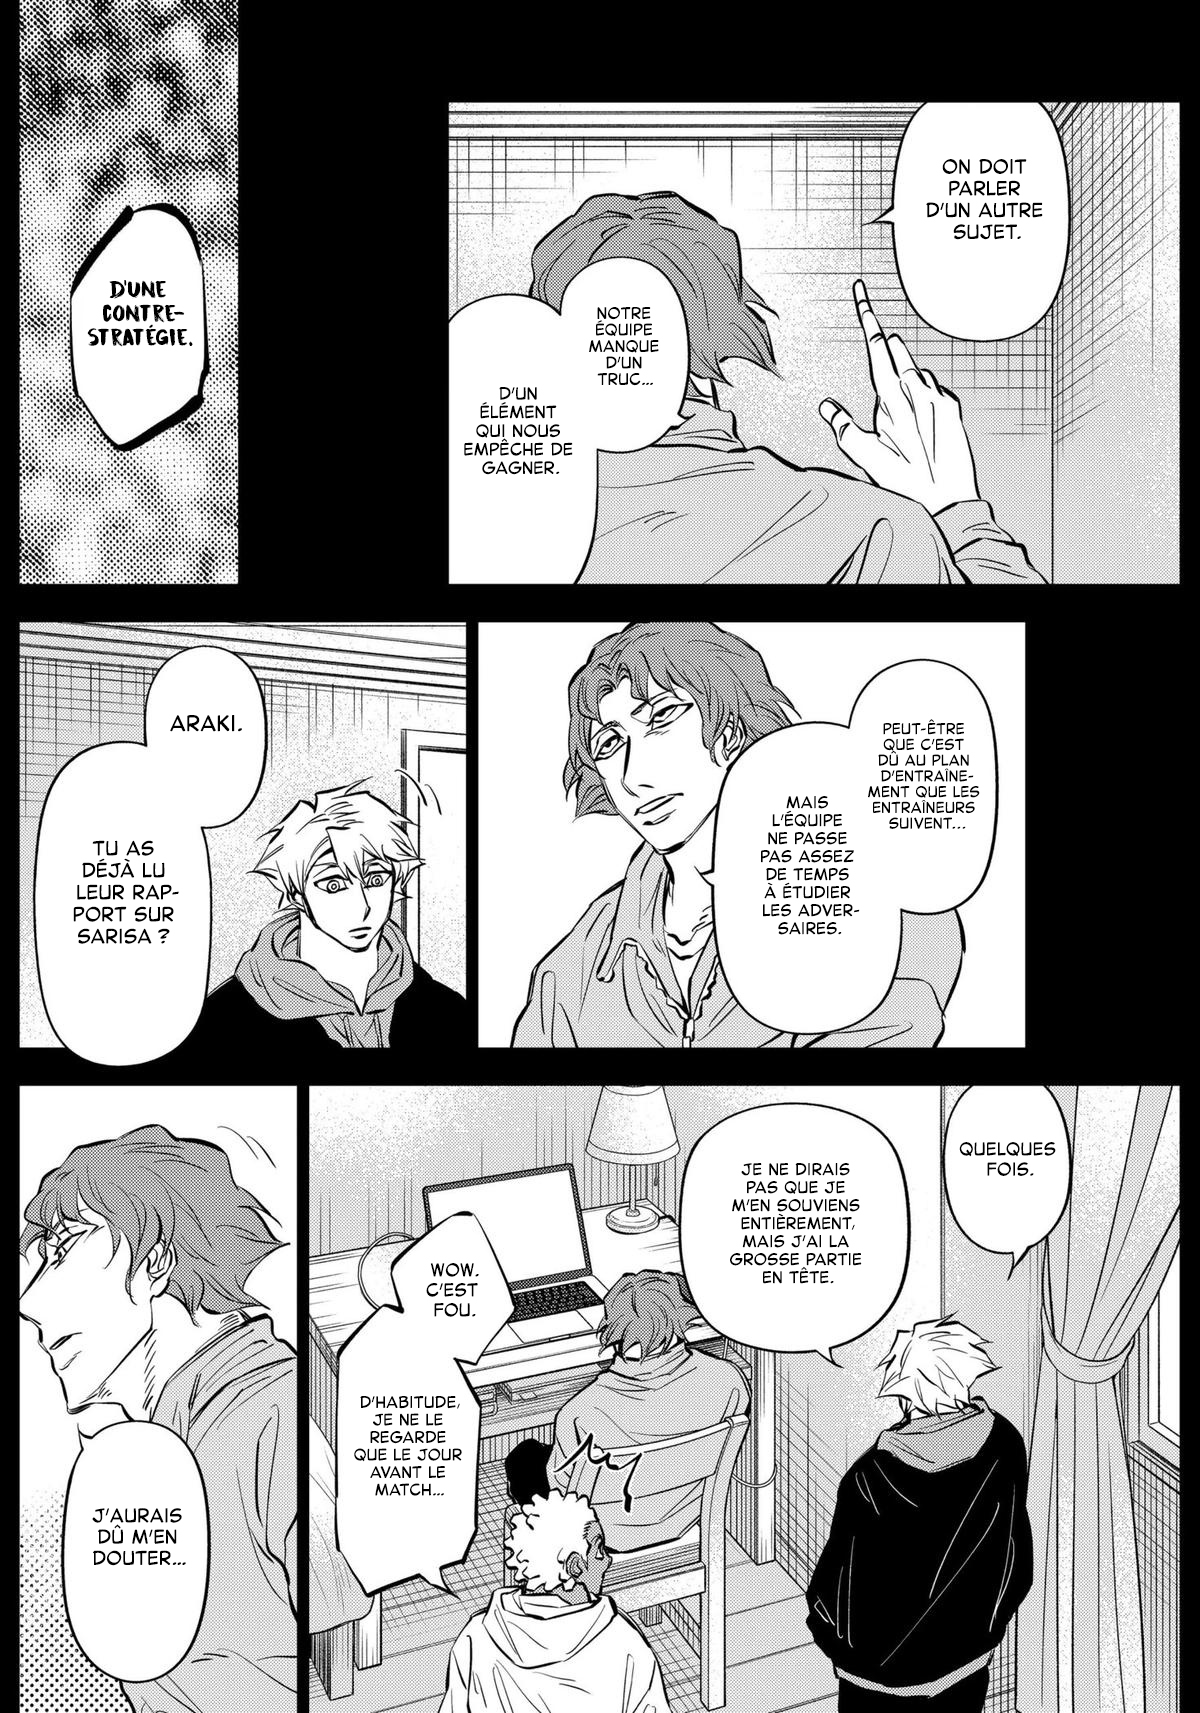 ON DOIT
PARLER
D'UN AUTRE
SUJET.
NOTRE
ÉQUIPE
MANQUE
D'UN
TRUC...
D'UN
ÉLÉMENT
QUI NOUS
EMPÊCHE DE
GAGNER.
D'UNE
CONTRE-
STRATÉGIE.
PEUT-ÊTRE
QUE C'EST
DÛ AU PLAN
D'ENTRAÎNE-
MENT QUE LES
ENTRAÎNEURS
SUIVENT...
MAIS
L'ÉQUIPE
NE PASSE
PAS ASSEZ
DE TEMPS
À ÉTUDIER
LES ADVER-
SAIRES.
ARAKI.
TU AS
DÉJÀ LU
LEUR RAP-
PORT SUR
SARISA ?
QUELQUES
FOIS.
JE NE DIRAIS
PAS QUE JE
M'EN SOUVIENS
ENTIÈREMENT,
MAIS J'AI LA
GROSSE PARTIE
EN TÊTE.
WOW.
C'EST
FOU.
D'HABITUDE,
JE NE LE
REGARDE
QUE LE JOUR
AVANT LE
MATCH...
J'AURAIS
DÛ M'EN
DOUTER...